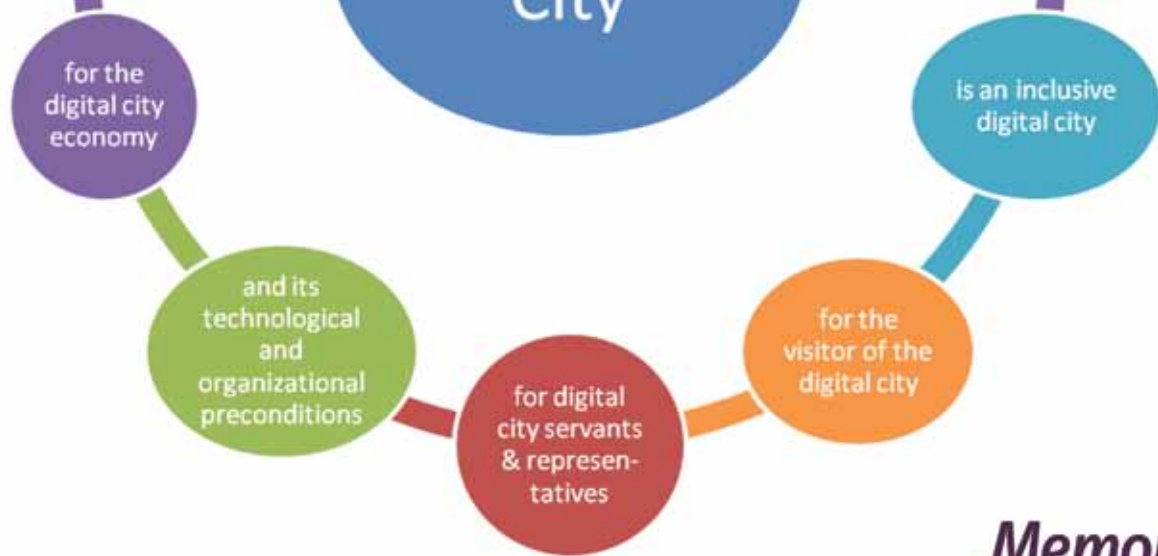 City
for the
digital city
economy
is an inclusive
digital city
and its
technological
and
organizational
preconditions
for the
visitor of the
digital city
for digital
city servants
& represen-
tatives